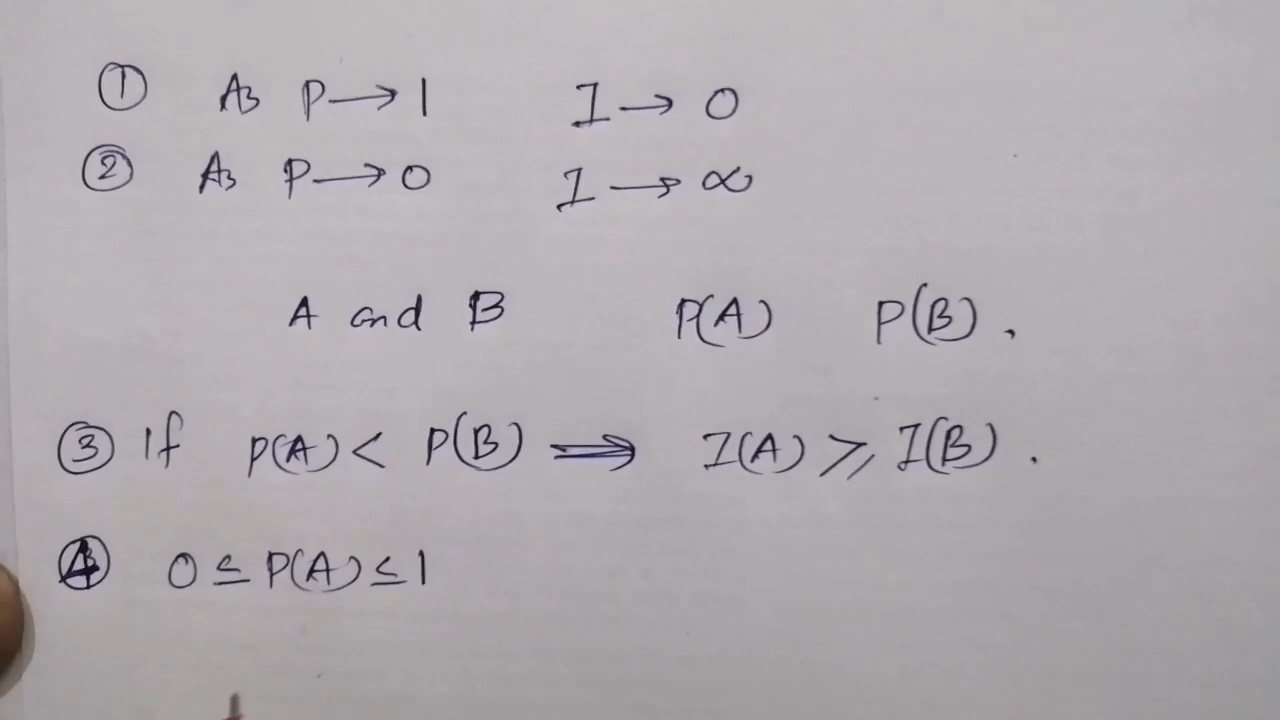 ① As P → 1 I → 0
② As P → 0 I → ∞
A and B P(A) P(B).
③ If P(A) < P(B) ⟹ I(A) ⩾ I(B).
④ 0 ≤ P(A) ≤ 1